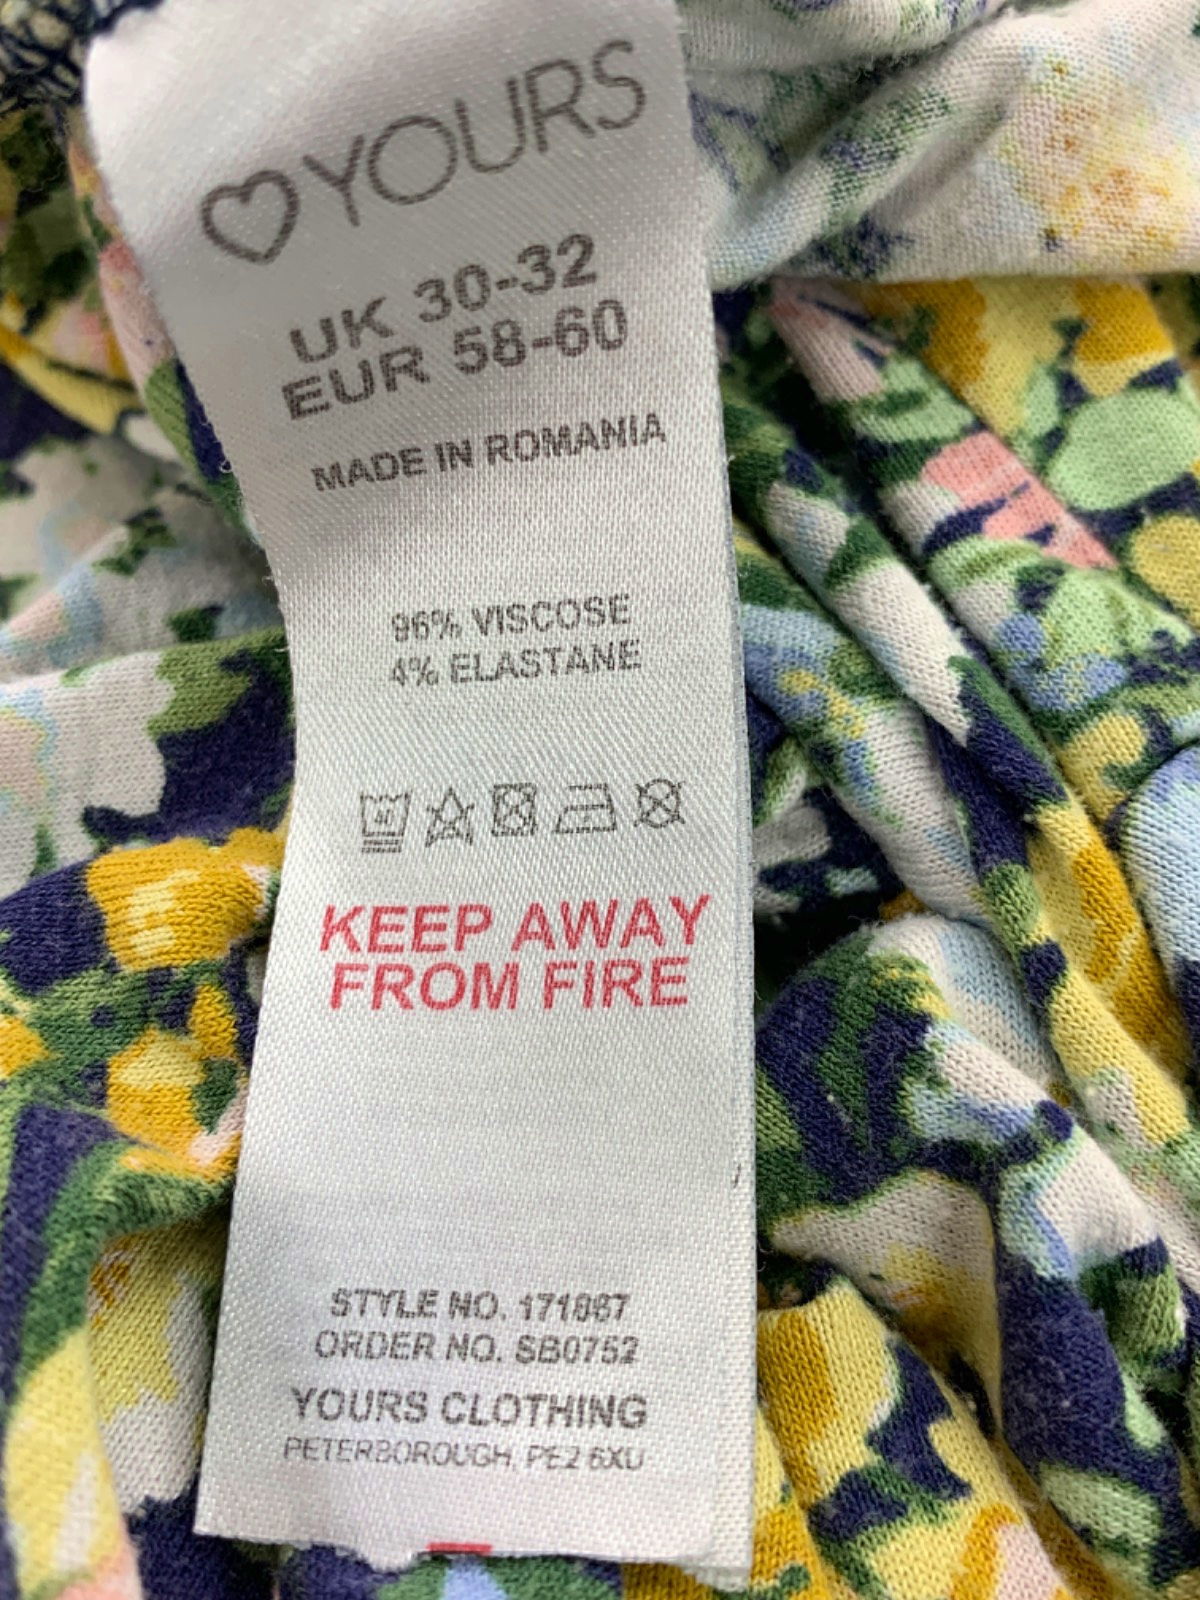 YOURS
UK 30-32
EUR 58-60
MADE IN ROMANIA
96% VISCOSE
4% ELASTANE
KEEP AWAY
FROM FIRE
STYLE NO. 171867
ORDER NO. SB0752
YOURS CLOTHING
PETERBOROUGH, PE2 6XU